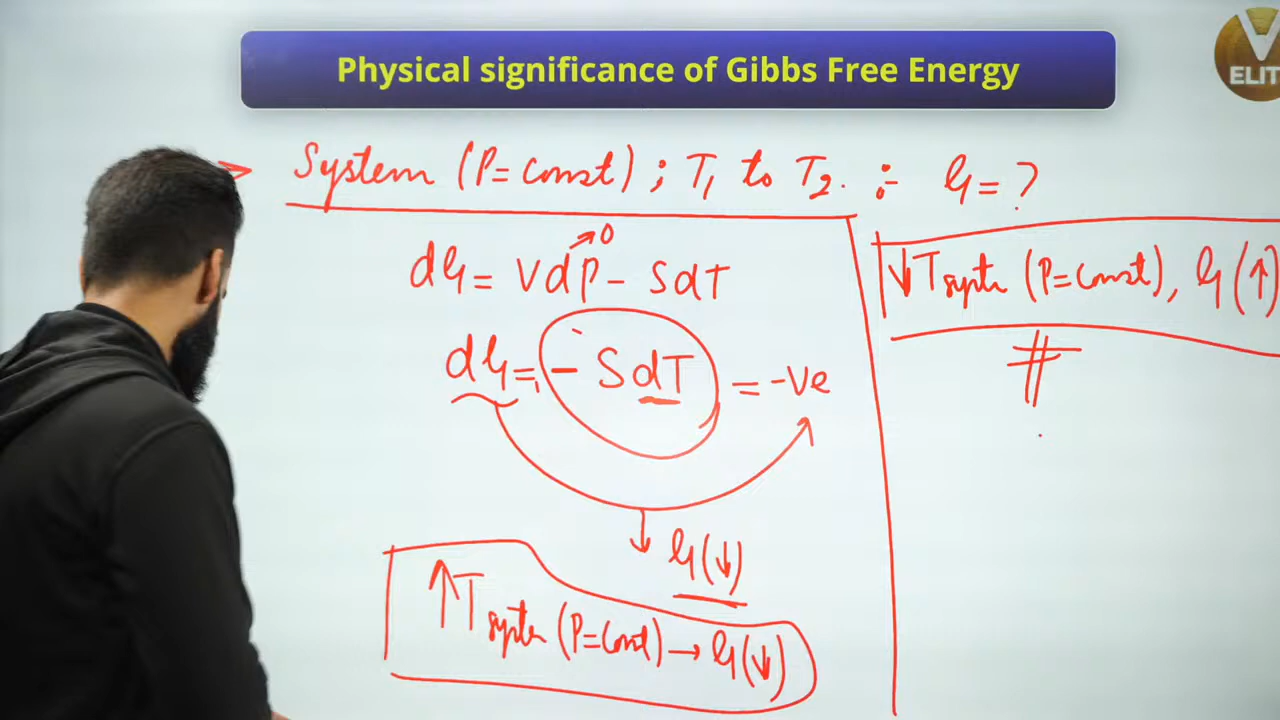 Physical significance of Gibbs Free Energy
V
ELIT
System (P=Const) ; T₁ to T₂. :- G = ?
dG = VdP - SdT
0
dG = - SdT = -ve
G(↓)
↑T system (P=Const) → G(↓)
↓T system (P=Const), G(↑)
#